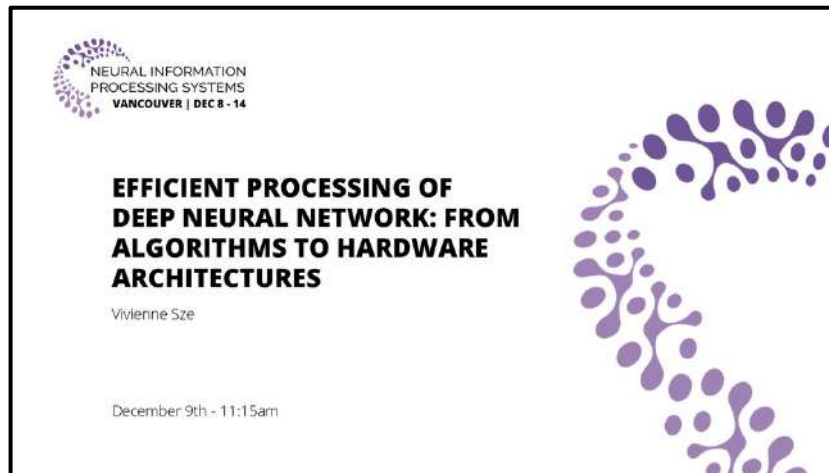 NEURAL INFORMATION
PROCESSING SYSTEMS
VANCOUVER | DEC 8 - 14
EFFICIENT PROCESSING OF
DEEP NEURAL NETWORK: FROM
ALGORITHMS TO HARDWARE
ARCHITECTURES
Vivienne Sze
December 9th - 11:15am